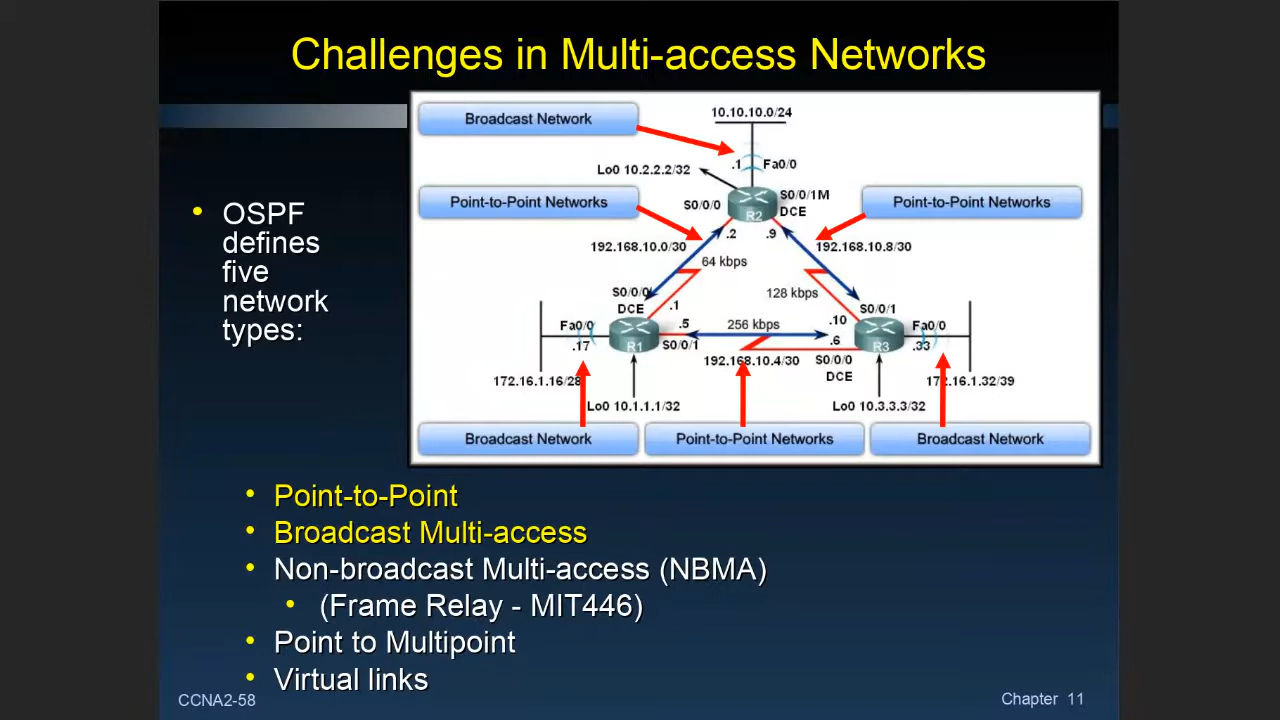 Challenges in Multi-access Networks
Broadcast Network
10.10.10.0/24
.1
Fa0/0
Lo0 10.2.2.2/32
Point-to-Point Networks
S0/0/0
R2
S0/0/1M
DCE
Point-to-Point Networks
.2
.9
192.168.10.0/30
192.168.10.8/30
64 kbps
128 kbps
S0/0/0
DCE
.1
S0/0/1
.10
Fa0/0
.17
R1
.5
S0/0/1
256 kbps
.6
R3
Fa0/0
.33
192.168.10.4/30
S0/0/0
DCE
172.16.1.16/28
172.16.1.32/39
Lo0 10.1.1.1/32
Lo0 10.3.3.3/32
Broadcast Network
Point-to-Point Networks
Broadcast Network
• OSPF
defines
five
network
types:
• Point-to-Point
• Broadcast Multi-access
• Non-broadcast Multi-access (NBMA)
• (Frame Relay - MIT446)
• Point to Multipoint
• Virtual links
CCNA2-58
Chapter 11